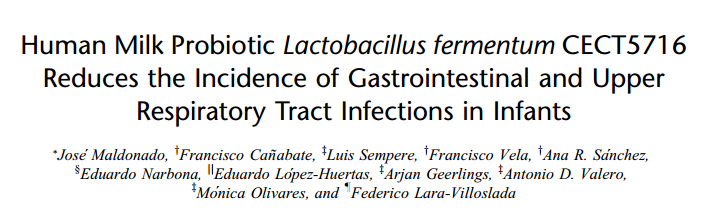 Human Milk Probiotic Lactobacillus fermentum CECT5716
Reduces the Incidence of Gastrointestinal and Upper
Respiratory Tract Infections in Infants
*José Maldonado, †Francisco Cañabate, ‡Luis Sempere, †Francisco Vela, †Ana R. Sánchez,
§Eduardo Narbona, ||Eduardo López-Huertas, ‡Arjan Geerlings, ‡Antonio D. Valero,
‡Mónica Olivares, and ¶Federico Lara-Villoslada